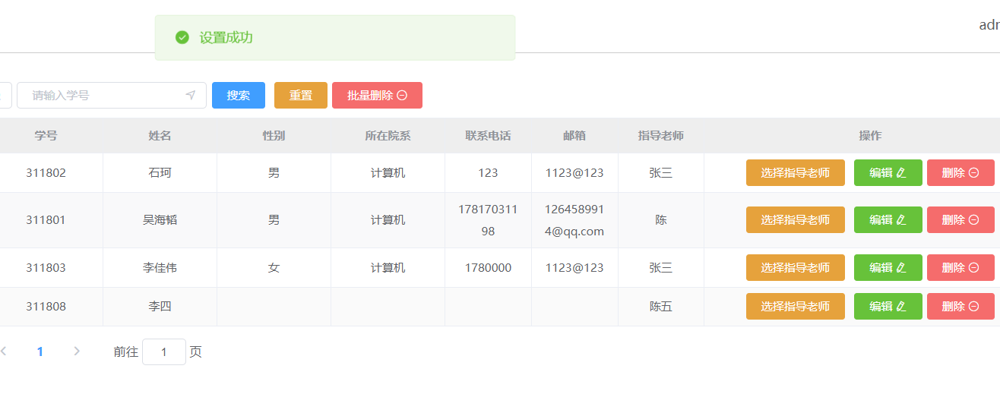 设置成功
adr
请输入学号
搜索
重置
批量删除
学号 姓名 性别 所在院系 联系电话 邮箱 指导老师 操作
311802 石珂 男 计算机 123 1123@123 张三 选择指导老师 编辑 删除
311801 吴海韬 男 计算机 178170311 126458991 陈 选择指导老师 编辑 删除
98 4@qq.com
311803 李佳伟 女 计算机 1780000 1123@123 张三 选择指导老师 编辑 删除
311808 李四 陈五 选择指导老师 编辑 删除
1 前往 1 页